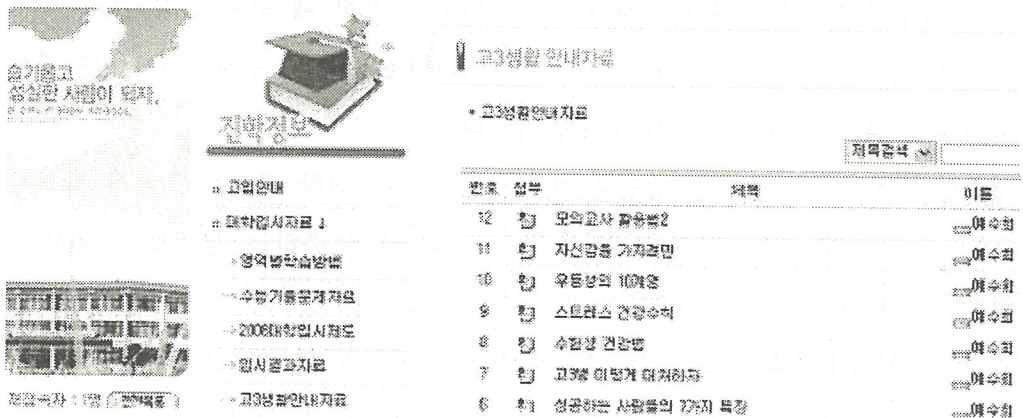 슬기롭고
성실한 사람이 되자.
진학정보
고입안내
대학입시자료 ↓
영역별학습방법
수능기출문제자료
2006대학입시제도
입시결과자료
고3생활안내자료
고3생활 안내자료
고3생활안내자료
제목검색
번호 첨부 제목 이름
12 모의고사 활용법2 예수희
11 자신감을 가지려면 예수희
10 우등생의 10계명 예수희
9 스트레스 건강수칙 예수희
8 수험생 건강법 예수희
7 고3병 이렇게 대처하자 예수희
6 성공하는 사람들의 7가지 특징 예수희